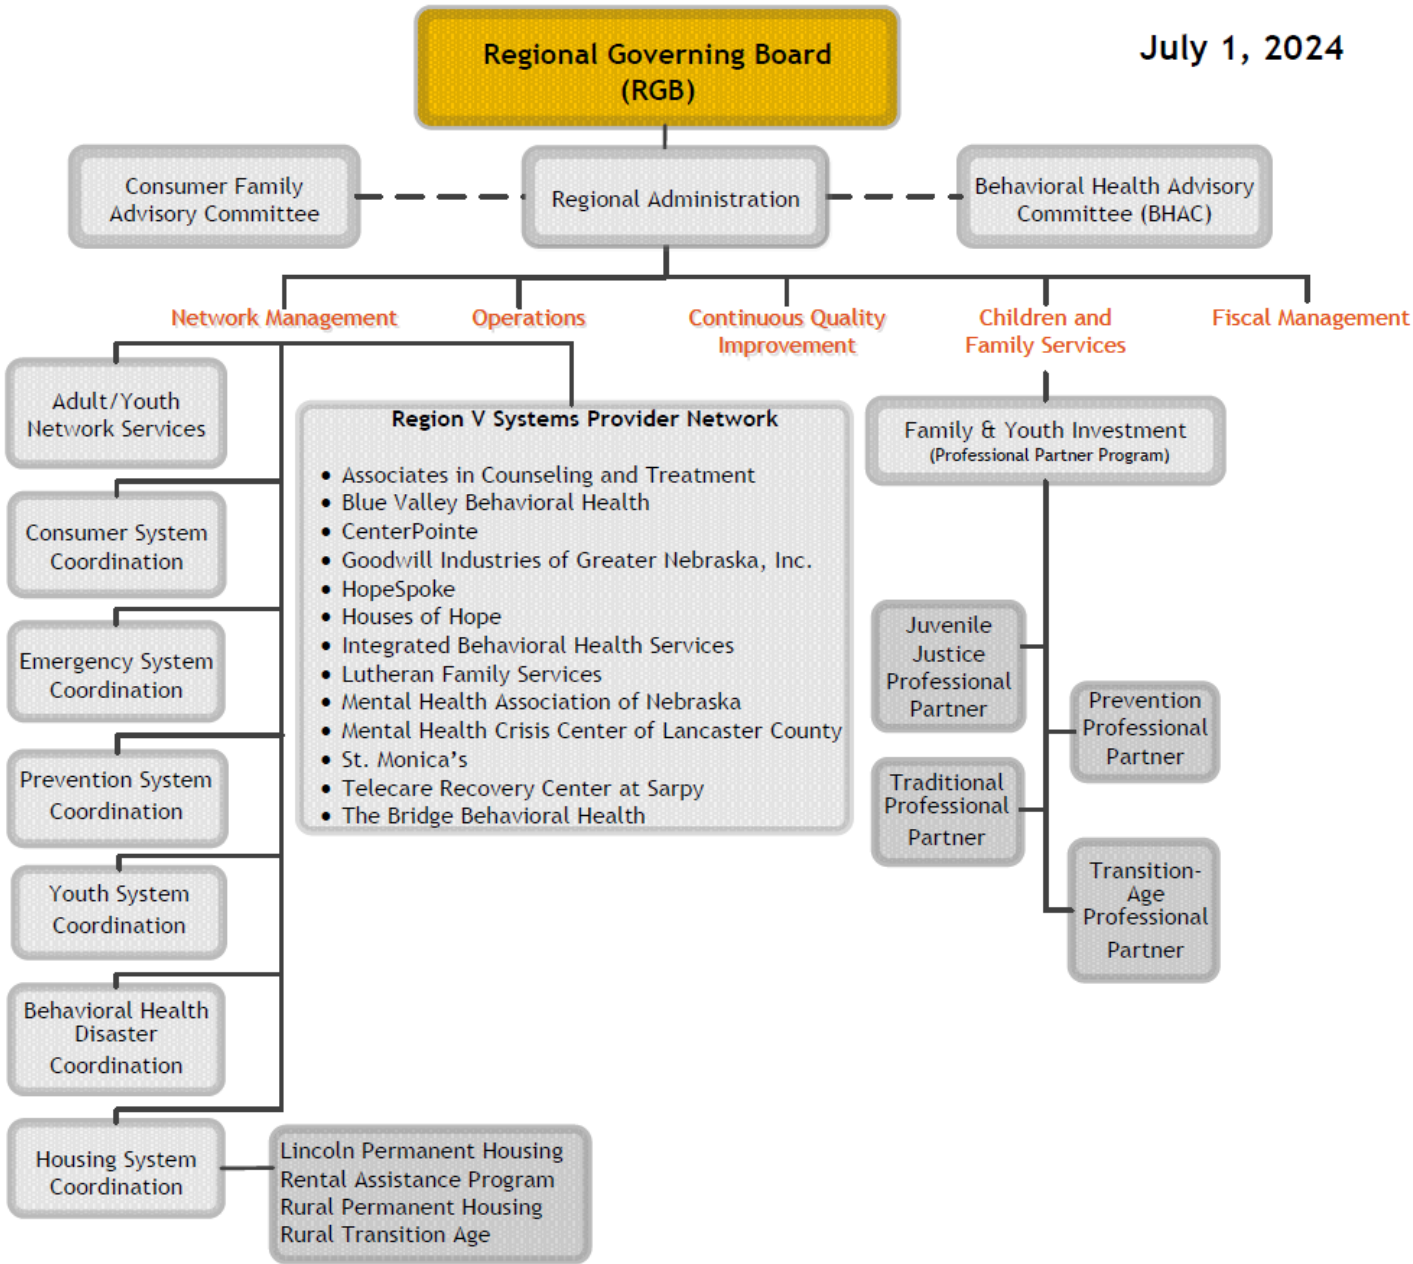 Regional Governing Board
(RGB)
July 1, 2024
Consumer Family
Advisory Committee
Regional Administration
Behavioral Health Advisory
Committee (BHAC)
Network Management
Operations
Continuous Quality
Improvement
Children and
Family Services
Fiscal Management
Adult/Youth
Network Services
Consumer System
Coordination
Emergency System
Coordination
Prevention System
Coordination
Youth System
Coordination
Behavioral Health
Disaster
Coordination
Housing System
Coordination
Lincoln Permanent Housing
Rental Assistance Program
Rural Permanent Housing
Rural Transition Age
Region V Systems Provider Network
• Associates in Counseling and Treatment
• Blue Valley Behavioral Health
• CenterPointe
• Goodwill Industries of Greater Nebraska, Inc.
• HopeSpoke
• Houses of Hope
• Integrated Behavioral Health Services
• Lutheran Family Services
• Mental Health Association of Nebraska
• Mental Health Crisis Center of Lancaster County
• St. Monica’s
• Telecare Recovery Center at Sarpy
• The Bridge Behavioral Health
Family & Youth Investment
(Professional Partner Program)
Juvenile
Justice
Professional
Partner
Prevention
Professional
Partner
Traditional
Professional
Partner
Transition-
Age
Professional
Partner